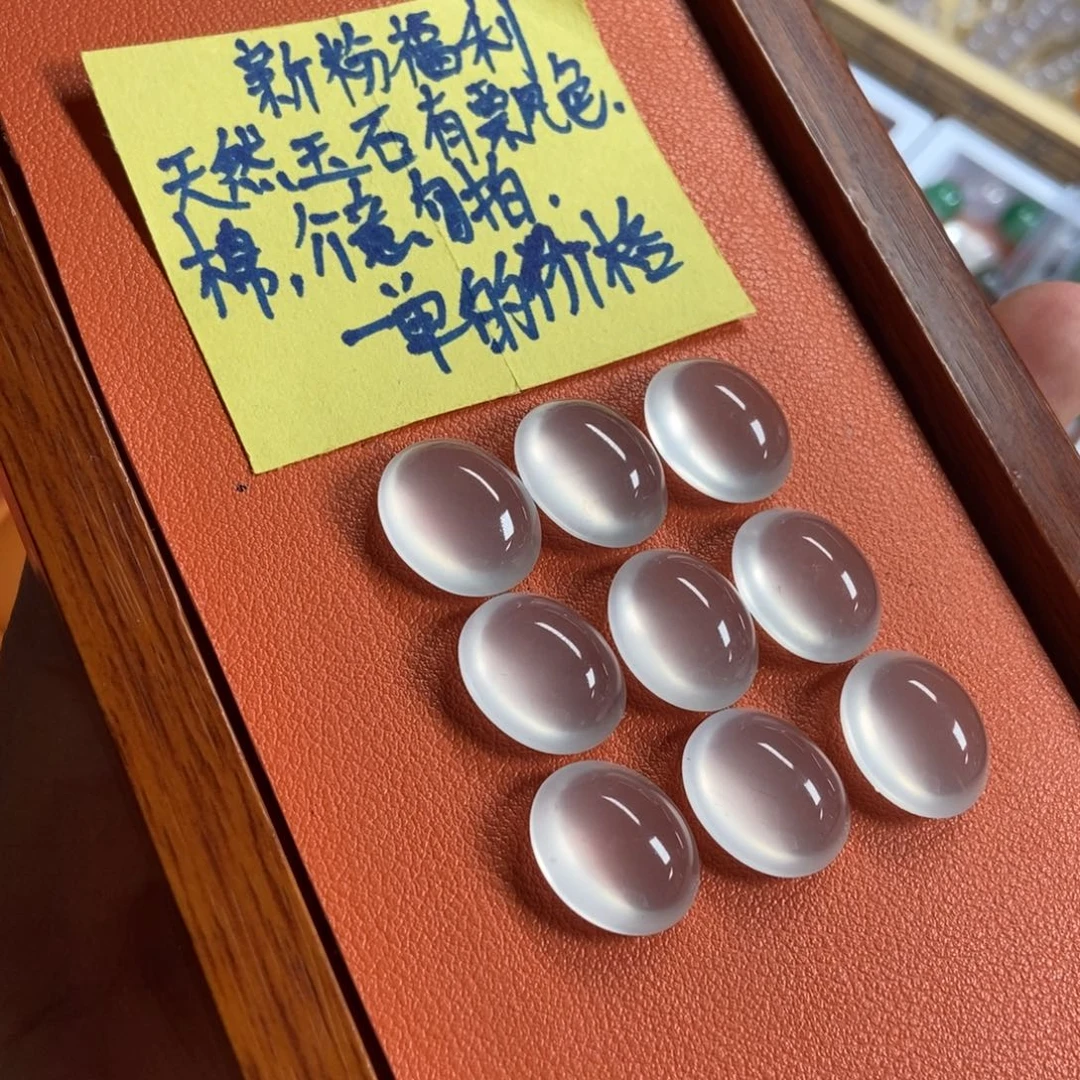 新粉福利
天然玉石有飘色.
棉,介意勿拍.
一单的价格